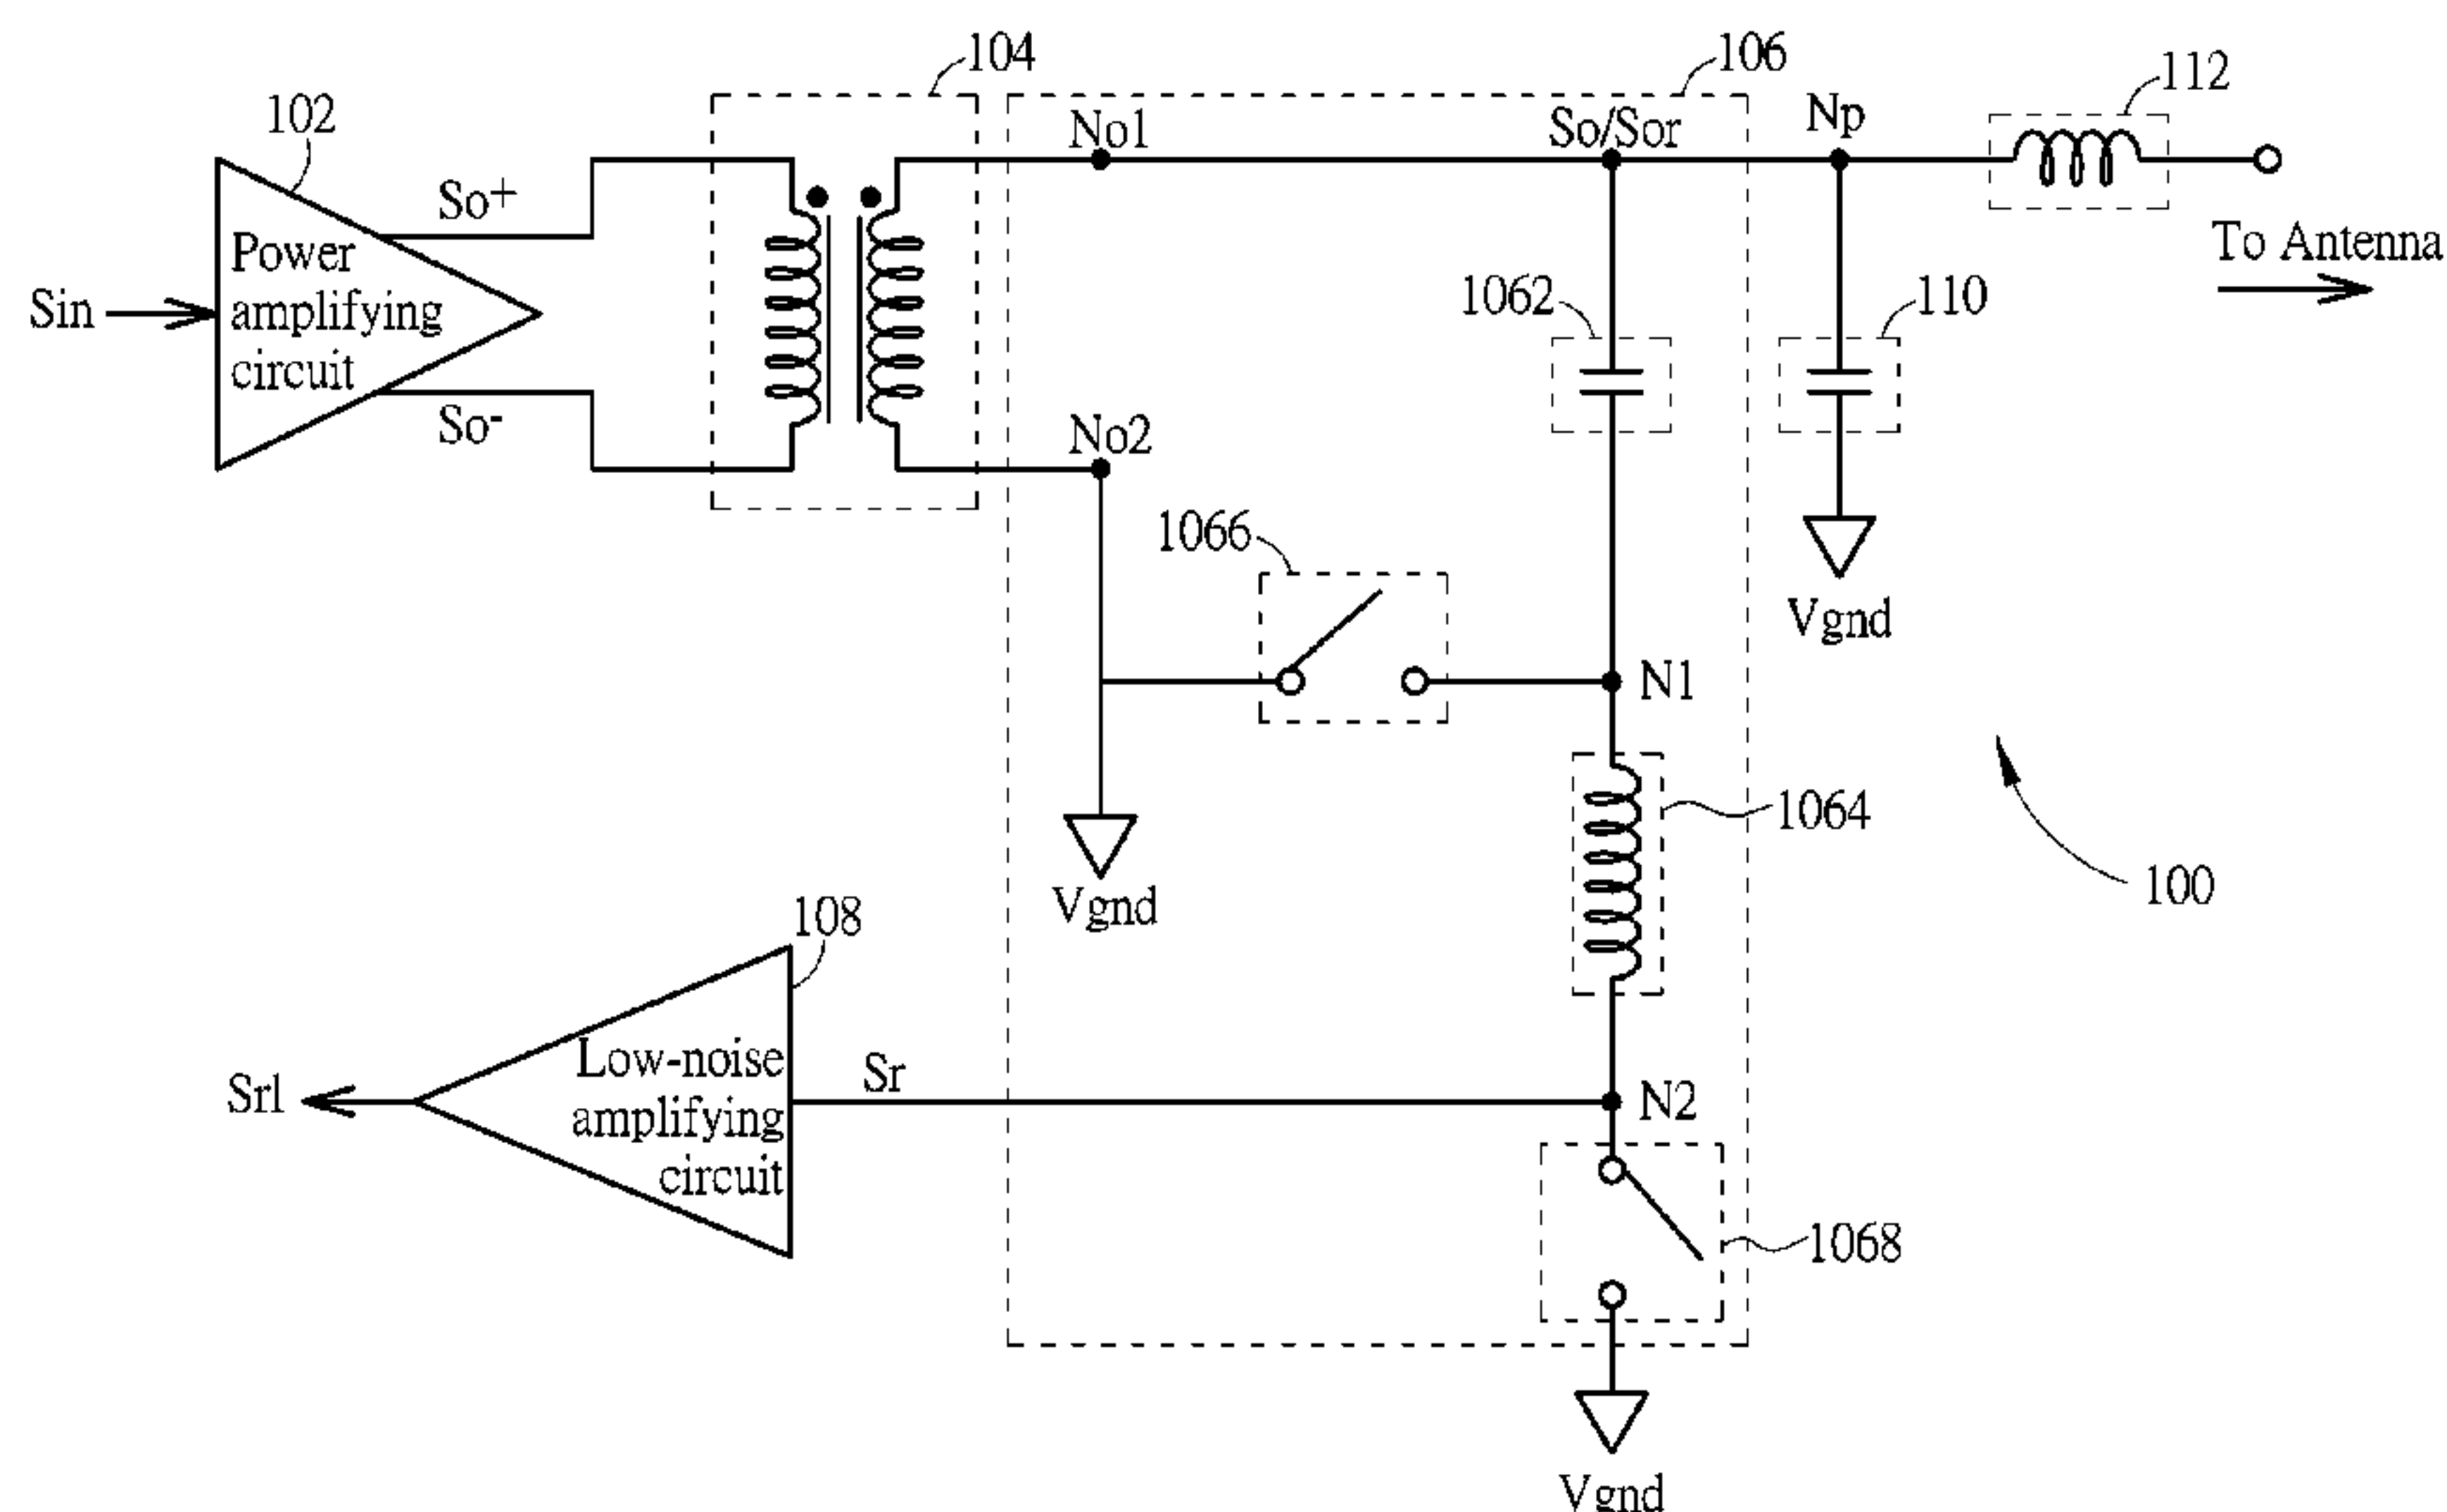 104
106
112
102
No1
So/Sor
Np
So+
Power
amplifying
circuit
Sin
To Antenna
1062
110
So-
No2
1066
Vgnd
N1
1064
100
Vgnd
108
Low-noise
amplifying
circuit
Sr
Srl
N2
1068
Vgnd